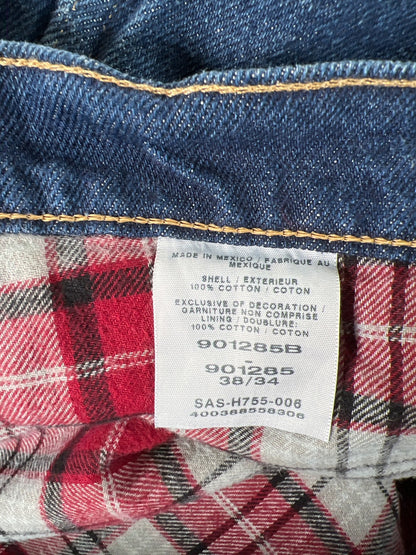 MADE IN MEXICO / FABRIQUE AU
MEXIQUE
SHELL / EXTERIEUR
100% COTTON / COTON
EXCLUSIVE OF DECORATION /
GARNITURE NON COMPRISE
LINING / DOUBLURE:
100% COTTON / COTON
901285B
-
901285
38/34
SAS-H755-006
400388558306